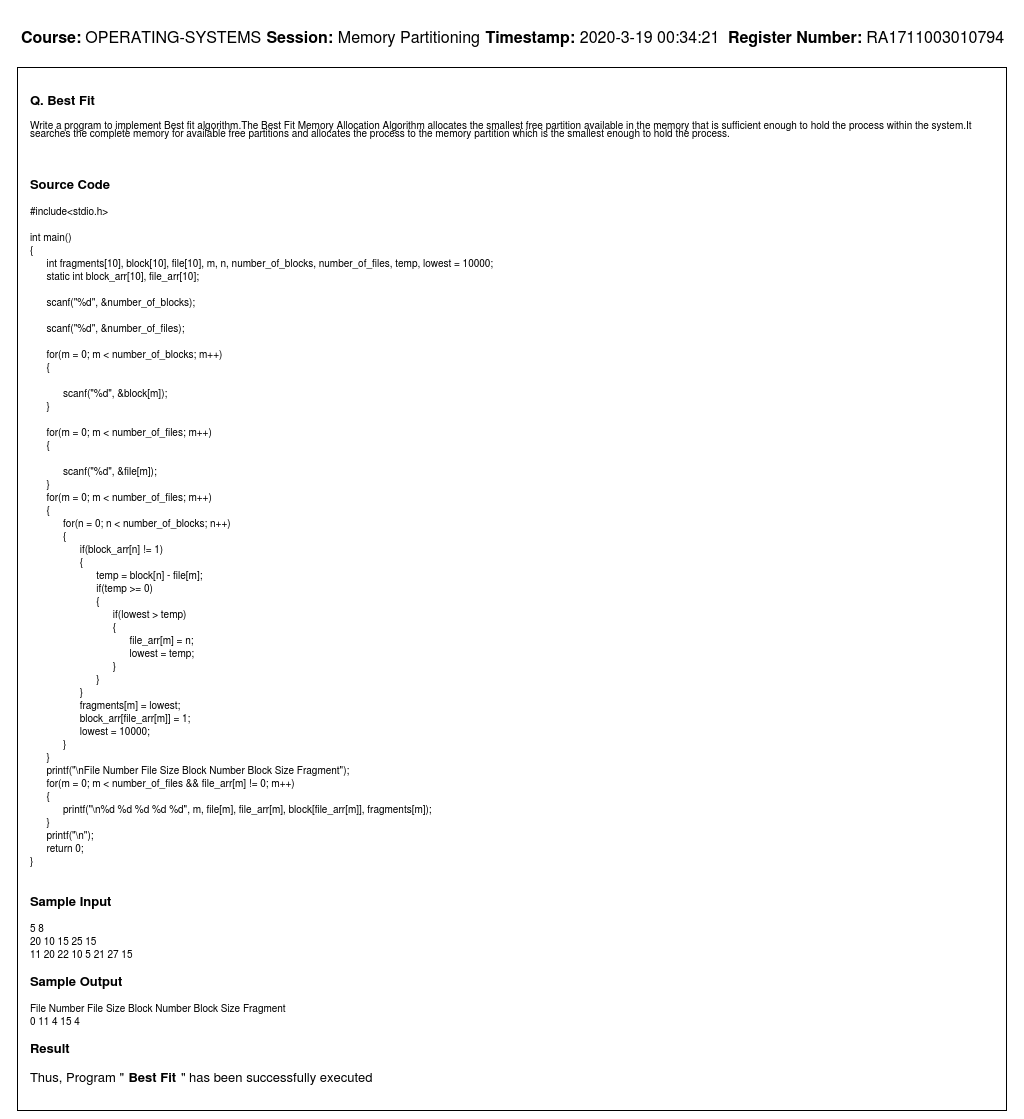 Course: OPERATING-SYSTEMS Session: Memory Partitioning Timestamp: 2020-3-19 00:34:21 Register Number: RA1711003010794
Q. Best Fit
Write a program to implement Best fit algorithm.The Best Fit Memory Allocation Algorithm allocates the smallest free partition available in the memory that is sufficient enough to hold the process within the system.It
searches the complete memory for available free partitions and allocates the process to the memory partition which is the smallest enough to hold the process.
Source Code
#include<stdio.h>
int main()
{
int fragments[10], block[10], file[10], m, n, number_of_blocks, number_of_files, temp, lowest = 10000;
static int block_arr[10], file_arr[10];
scanf("%d", &number_of_blocks);
scanf("%d", &number_of_files);
for(m = 0; m < number_of_blocks; m++)
{
scanf("%d", &block[m]);
}
for(m = 0; m < number_of_files; m++)
{
scanf("%d", &file[m]);
}
for(m = 0; m < number_of_files; m++)
{
for(n = 0; n < number_of_blocks; n++)
{
if(block_arr[n] != 1)
{
temp = block[n] - file[m];
if(temp >= 0)
{
if(lowest > temp)
{
file_arr[m] = n;
lowest = temp;
}
}
}
fragments[m] = lowest;
block_arr[file_arr[m]] = 1;
lowest = 10000;
}
}
printf("\nFile Number File Size Block Number Block Size Fragment");
for(m = 0; m < number_of_files && file_arr[m] != 0; m++)
{
printf("\n%d %d %d %d %d", m, file[m], file_arr[m], block[file_arr[m]], fragments[m]);
}
printf("\n");
return 0;
}
Sample Input
5 8
20 10 15 25 15
11 20 22 10 5 21 27 15
Sample Output
File Number File Size Block Number Block Size Fragment
0 11 4 15 4
Result
Thus, Program " Best Fit " has been successfully executed